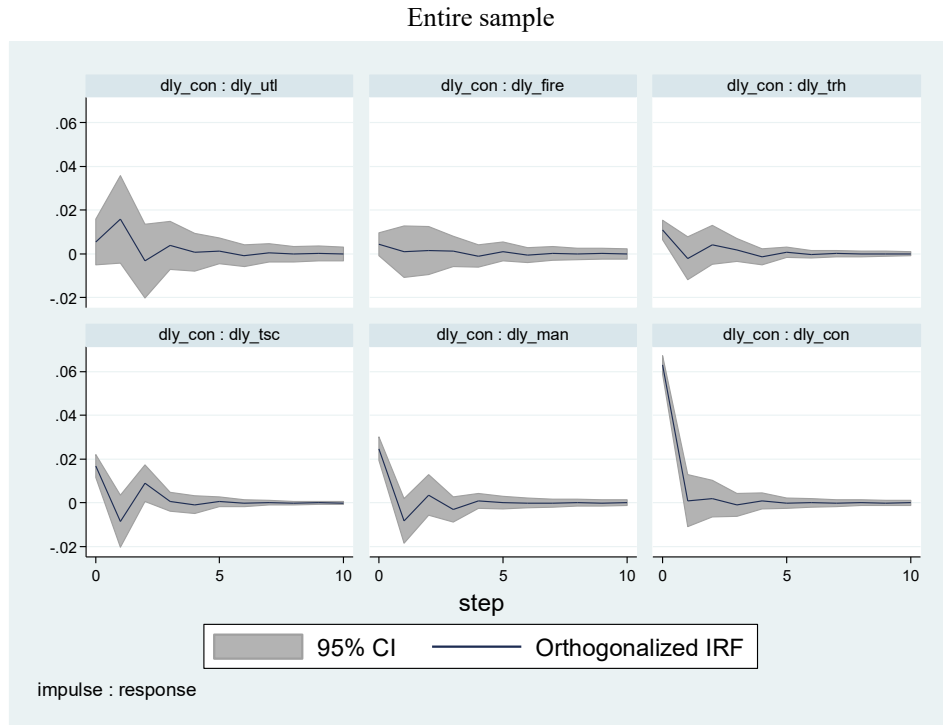 Entire sample
dly_con : dly_utl
dly_con : dly_fire
dly_con : dly_trh
.06
.04
.02
0
-.02
dly_con : dly_tsc
dly_con : dly_man
dly_con : dly_con
.06
.04
.02
0
-.02
0 5 10
0 5 10
0 5 10
step
95% CI
Orthogonalized IRF
impulse : response